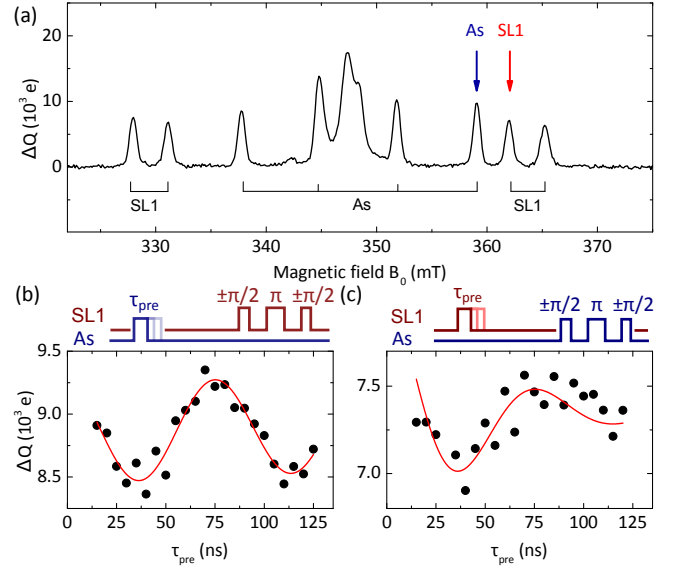 (a)
As SL1
20
10
0
ΔQ (10³ e)
SL1 As SL1
330 340 350 360 370
Magnetic field B₀ (mT)
(b)
τpre
±π/2 π ±π/2
SL1
As
9.5
9.0
8.5
ΔQ (10³ e)
0 25 50 75 100 125
τpre (ns)
(c)
τpre
±π/2 π ±π/2
SL1
As
7.5
7.0
0 25 50 75 100 125
τpre (ns)